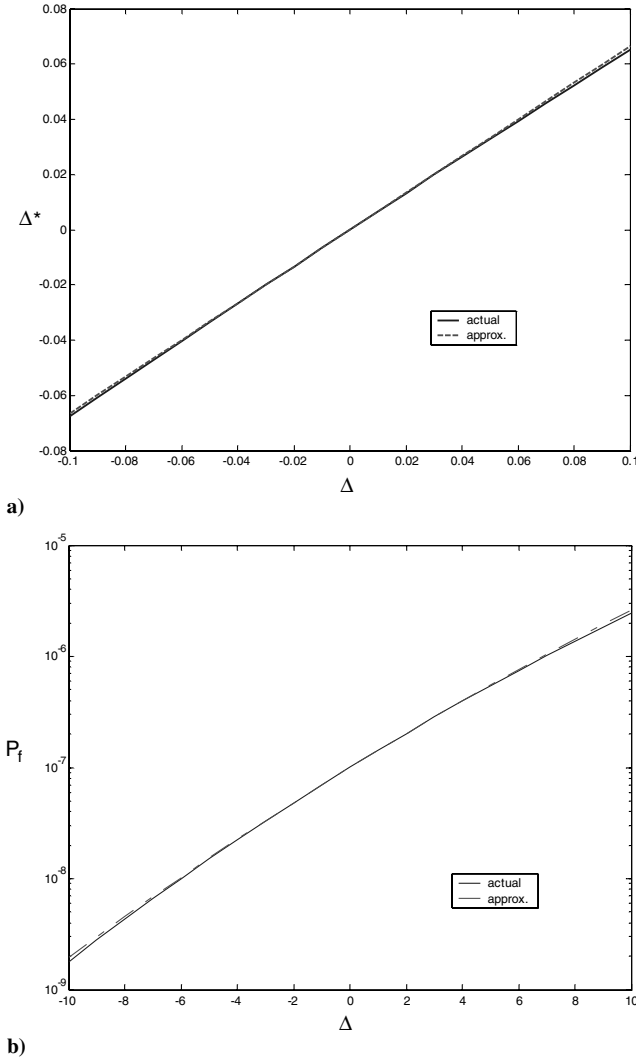 0.08
0.06
0.04
0.02
0
-0.02
-0.04
-0.06
-0.08
Δ*
actual
approx.
-0.1 -0.08 -0.06 -0.04 -0.02 0 0.02 0.04 0.06 0.08 0.1
Δ
a)
10^-5
10^-6
10^-7
10^-8
10^-9
P_f
actual
approx.
-10 -8 -6 -4 -2 0 2 4 6 8 10
Δ
b)